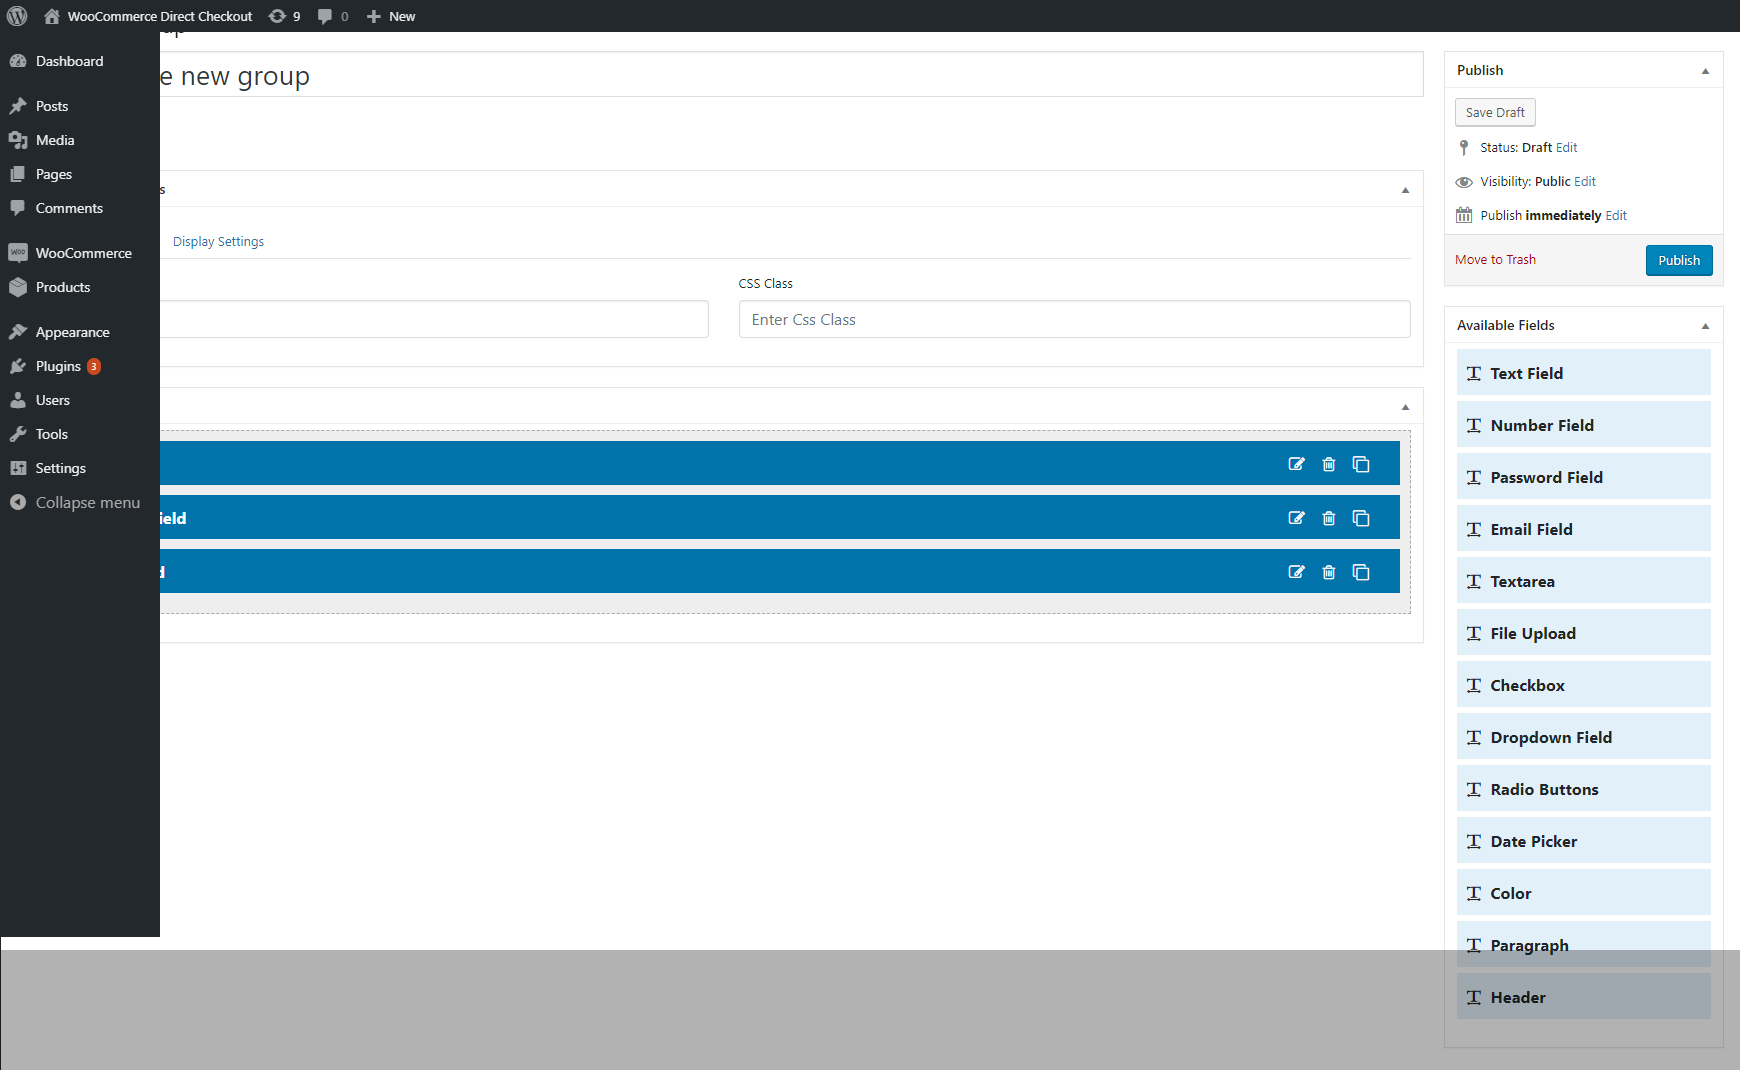 WooCommerce Direct Checkout 9 0 New
Dashboard
Posts
Media
Pages
Comments
WooCommerce
Products
Appearance
Plugins 3
Users
Tools
Settings
Collapse menu
e new group
s
Display Settings
CSS Class
Enter Css Class
ield
d
Publish
Save Draft
Status: Draft Edit
Visibility: Public Edit
Publish immediately Edit
Move to Trash
Publish
Available Fields
Text Field
Number Field
Password Field
Email Field
Textarea
File Upload
Checkbox
Dropdown Field
Radio Buttons
Date Picker
Color
Paragraph
Header